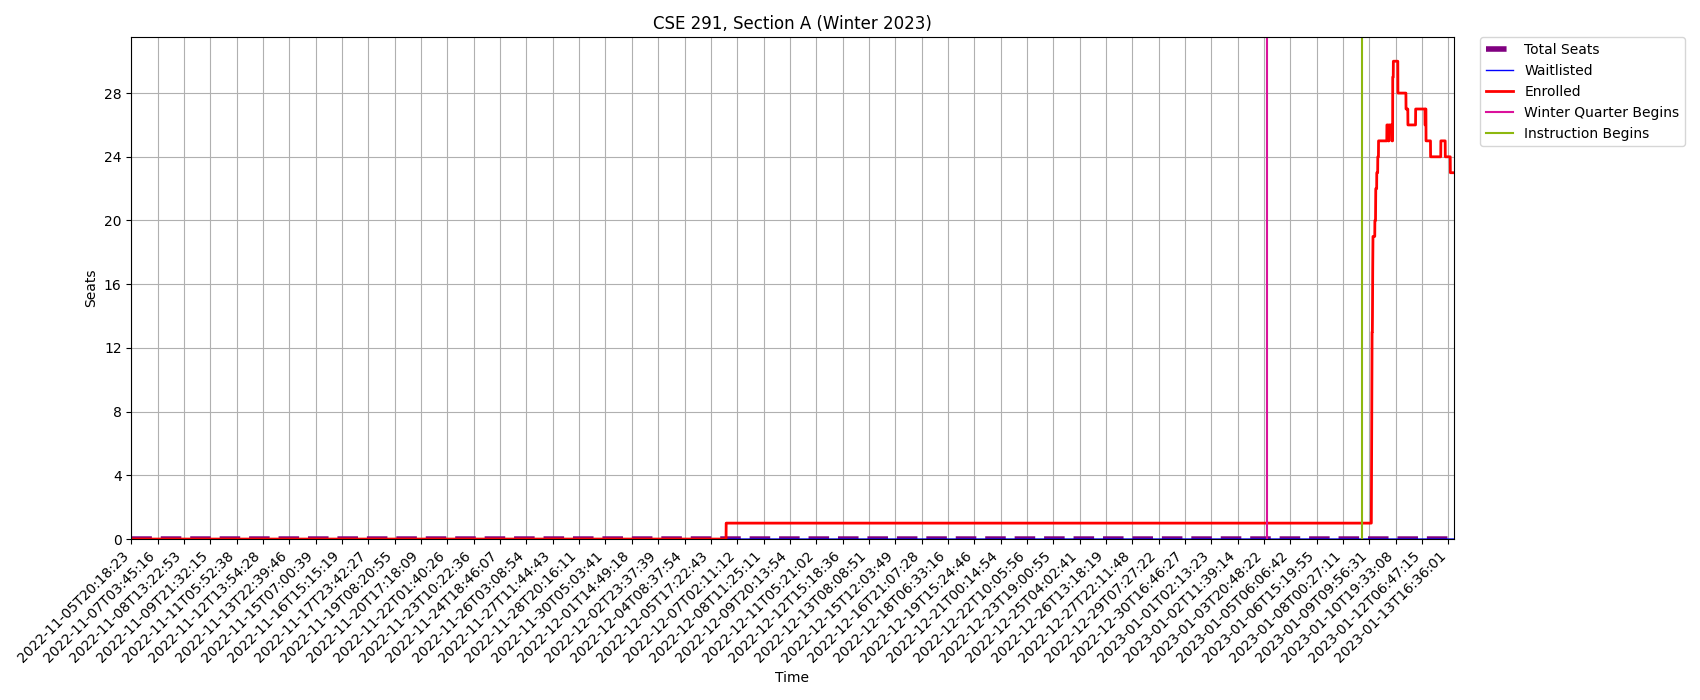 CSE 291, Section A (Winter 2023)
Total Seats
Waitlisted
Enrolled
Winter Quarter Begins
Instruction Begins
Seats
28
24
20
16
12
8
4
0
2022-11-05T20:18:23
2022-11-07T03:45:16
2022-11-08T13:22:53
2022-11-09T21:32:15
2022-11-11T05:52:38
2022-11-12T13:54:28
2022-11-13T22:39:46
2022-11-15T07:00:39
2022-11-16T15:15:19
2022-11-17T23:42:27
2022-11-19T08:20:55
2022-11-20T17:18:09
2022-11-22T01:40:26
2022-11-23T10:22:36
2022-11-24T18:46:07
2022-11-26T03:08:54
2022-11-27T11:44:43
2022-11-28T20:16:11
2022-11-30T05:03:41
2022-12-01T14:49:18
2022-12-02T23:37:39
2022-12-04T08:37:54
2022-12-05T17:22:43
2022-12-07T02:11:12
2022-12-08T11:25:11
2022-12-09T20:13:54
2022-12-11T05:21:02
2022-12-12T15:18:36
2022-12-13T08:08:51
2022-12-15T12:03:49
2022-12-16T21:07:28
2022-12-18T06:33:16
2022-12-19T15:24:46
2022-12-21T00:14:54
2022-12-22T10:05:56
2022-12-23T19:00:55
2022-12-25T04:02:41
2022-12-26T13:18:19
2022-12-27T22:11:48
2022-12-29T07:27:22
2022-12-30T16:46:27
2023-01-01T02:13:23
2023-01-02T11:39:14
2023-01-03T20:48:22
2023-01-05T06:06:42
2023-01-06T15:19:55
2023-01-08T00:27:11
2023-01-09T09:56:31
2023-01-10T19:33:08
2023-01-12T06:47:15
2023-01-13T16:36:01
Time